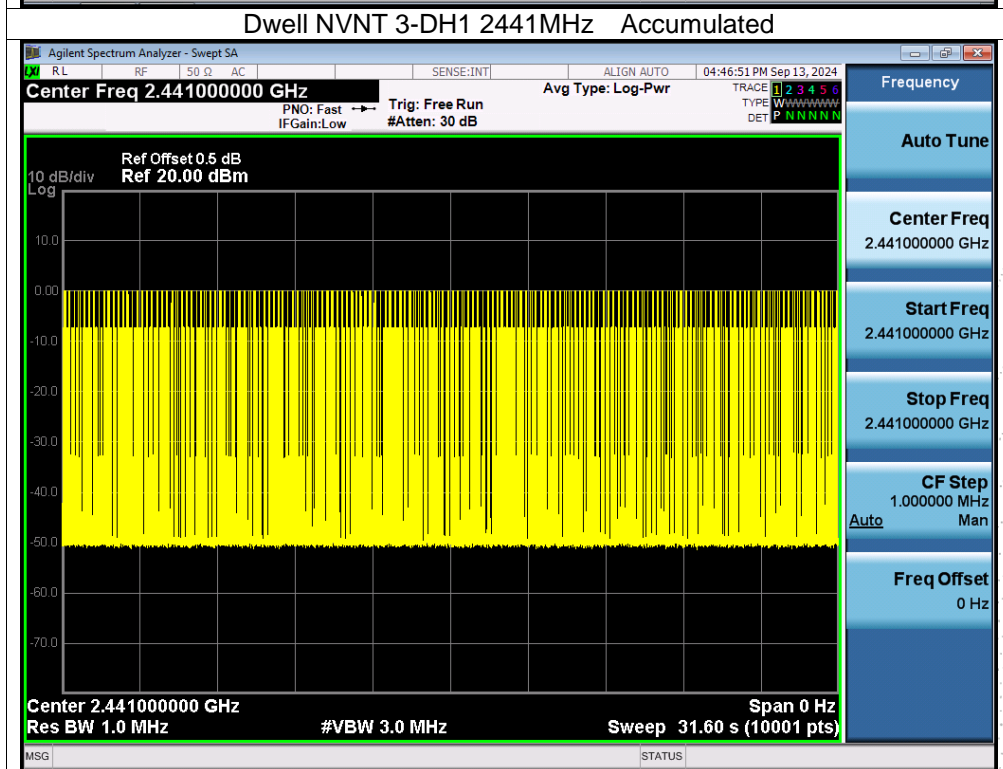 Dwell NVNT 3-DH1 2441MHz Accumulated
Agilent Spectrum Analyzer - Swept SA
LXI RL RF 50 Ω AC SENSE:INT ALIGN AUTO 04:46:51 PM Sep 13, 2024
Center Freq 2.441000000 GHz
PNO: Fast
IFGain:Low
Trig: Free Run
#Atten: 30 dB
Avg Type: Log-Pwr
TRACE 1 2 3 4 5 6
TYPE WWWWWWW
DET P N N N N N
Frequency
Auto Tune
Center Freq
2.441000000 GHz
Start Freq
2.441000000 GHz
Stop Freq
2.441000000 GHz
CF Step
1.000000 MHz
Auto Man
Freq Offset
0 Hz
Ref Offset 0.5 dB
10 dB/div Ref 20.00 dBm
Log
10.0
0.00
-10.0
-20.0
-30.0
-40.0
-50.0
-60.0
-70.0
Center 2.441000000 GHz Span 0 Hz
Res BW 1.0 MHz #VBW 3.0 MHz Sweep 31.60 s (10001 pts)
MSG STATUS